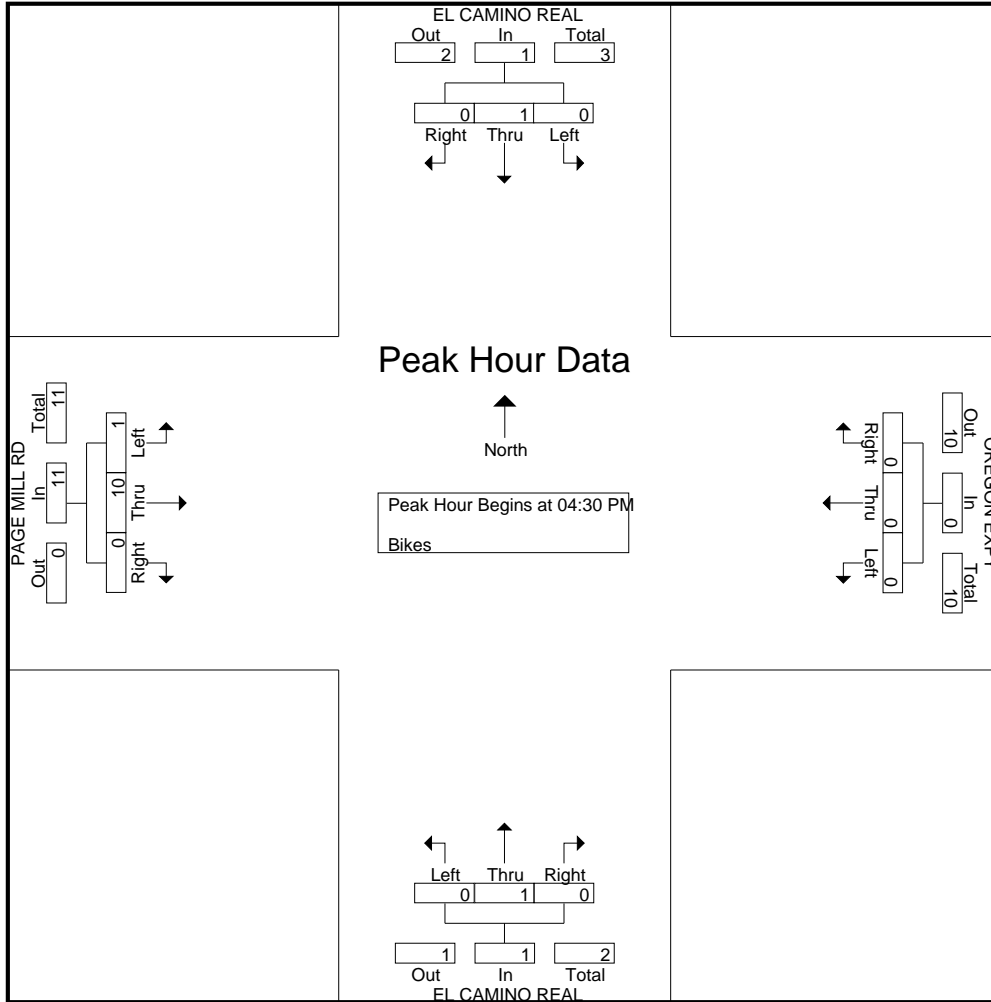 EL CAMINO REAL
Out In Total
2 1 3
0 1 0
Right Thru Left
Peak Hour Data
North
Peak Hour Begins at 04:30 PM
Bikes
PAGE MILL RD
Out In Total
0 11 11
1 10 0
Left Thru Right
Right Thru Left
0 0 0
Out In Total
10 0 10
OREGON EXPY
Left Thru Right
0 1 0
1 1 2
Out In Total
EL CAMINO REAL